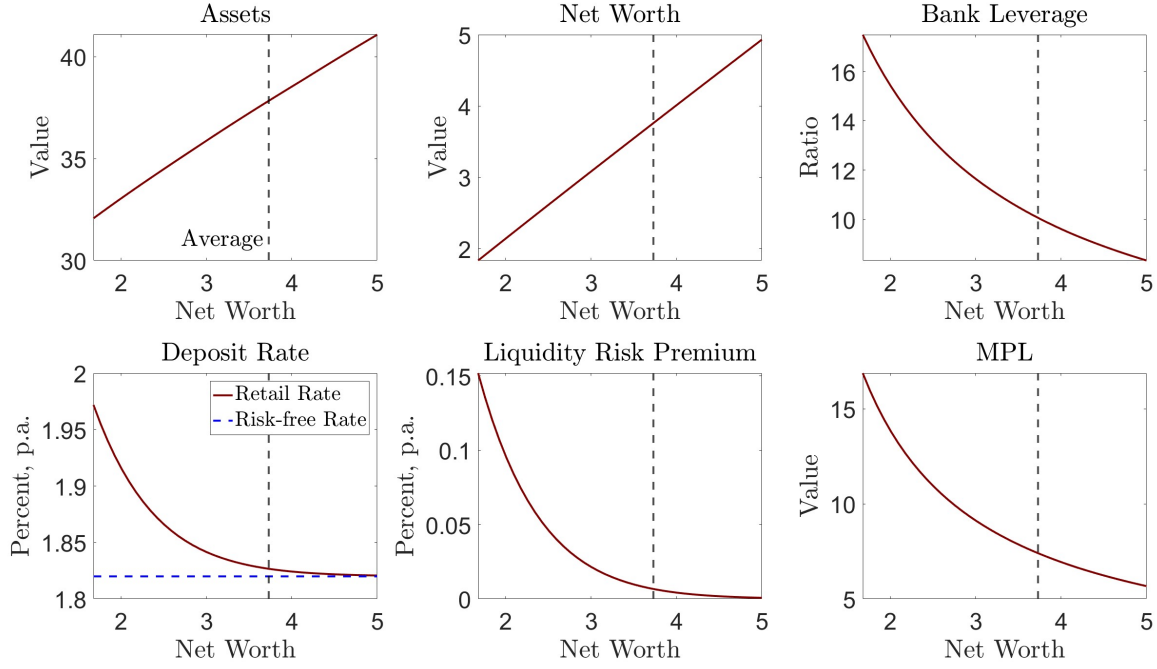 Assets
Value
40
35
30
Average
2 3 4 5
Net Worth
Net Worth
Value
5
4
3
2
2 3 4 5
Net Worth
Bank Leverage
Ratio
16
14
12
10
2 3 4 5
Net Worth
Deposit Rate
Percent, p.a.
2
1.95
1.9
1.85
1.8
Retail Rate
Risk-free Rate
2 3 4 5
Net Worth
Liquidity Risk Premium
Percent, p.a.
0.15
0.1
0.05
0
2 3 4 5
Net Worth
MPL
Value
15
10
5
2 3 4 5
Net Worth